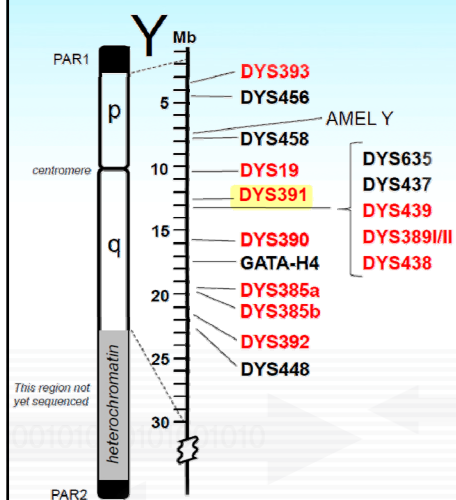 Y
Mb
PAR1
p
centromere
q
heterochromatin
This region not
yet sequenced
PAR2
5
10
15
20
25
30
DYS393
DYS456
AMEL Y
DYS458
DYS19
DYS391
DYS390
GATA-H4
DYS385a
DYS385b
DYS392
DYS448
DYS635
DYS437
DYS439
DYS389I/II
DYS438